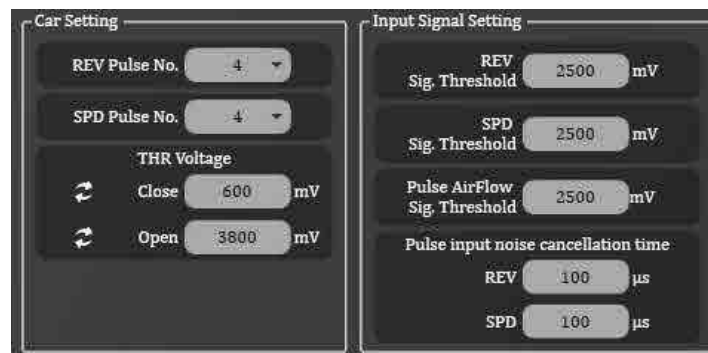 Car Setting
REV Pulse No. 4
SPD Pulse No. 4
THR Voltage
Close 600 mV
Open 3800 mV
Input Signal Setting
REV
Sig. Threshold 2500 mV
SPD
Sig. Threshold 2500 mV
Pulse AirFlow
Sig. Threshold 2500 mV
Pulse input noise cancellation time
REV 100 µs
SPD 100 µs